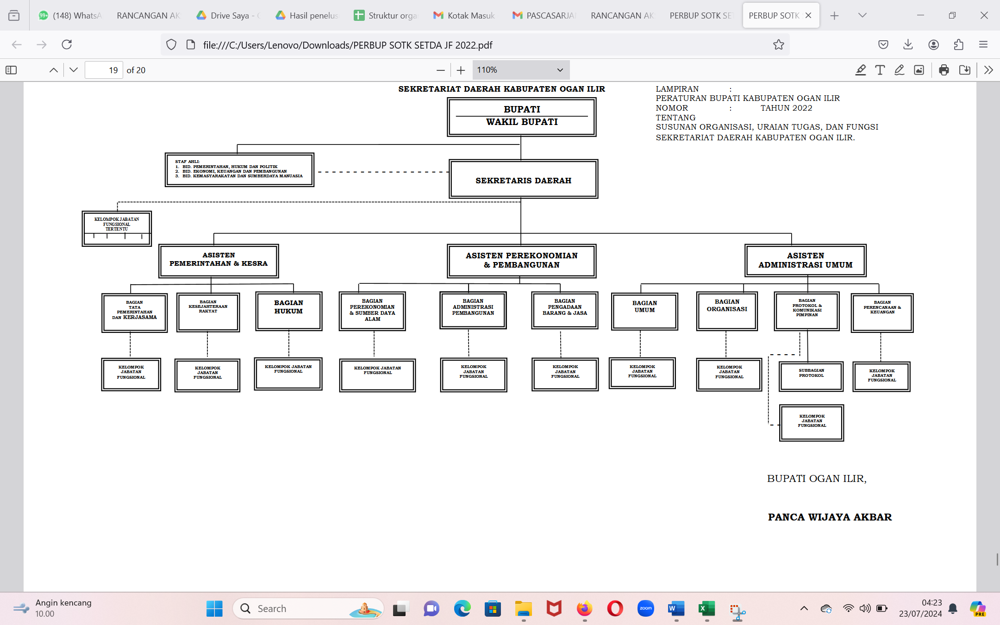 (148) WhatsA
RANCANGAN AK
Drive Saya -
Hasil penelus
Struktur orga
Kotak Masuk
PASCASARJA
RANCANGAN AK
PERBUP SOTK SE
PERBUP SOTK
file:///C:/Users/Lenovo/Downloads/PERBUP SOTK SETDA JF 2022.pdf
19 of 20
110%
SEKRETARIAT DAERAH KABUPATEN OGAN ILIR
LAMPIRAN :
PERATURAN BUPATI KABUPATEN OGAN ILIR
NOMOR : TAHUN 2022
TENTANG
SUSUNAN ORGANISASI, URAIAN TUGAS, DAN FUNGSI
SEKRETARIAT DAERAH KABUPATEN OGAN ILIR.
BUPATI
WAKIL BUPATI
STAF AHLI:
1. BID. PEMERINTAHAN, HUKUM DAN POLITIK
2. BID. EKONOMI, KEUANGAN DAN PEMBANGUNAN
3. BID. KEMASYARAKATAN DAN SUMBERDAYA MANUASIA
SEKRETARIS DAERAH
KELOMPOK JABATAN
FUNGSIONAL
TERTENTU
ASISTEN
PEMERINTAHAN & KESRA
ASISTEN PEREKONOMIAN
& PEMBANGUNAN
ASISTEN
ADMINISTRASI UMUM
BAGIAN
TATA
PEMERINTAHAN
DAN KERJASAMA
BAGIAN
KESEJAHTERAAN
RAKYAT
BAGIAN
HUKUM
BAGIAN
PEREKONOMIAN
& SUMBER DAYA
ALAM
BAGIAN
ADMINISTRASI
PEMBANGUNAN
BAGIAN
PENGADAAN
BARANG & JASA
BAGIAN
UMUM
BAGIAN
ORGANISASI
BAGIAN
PROTOKOL &
KOMUNIKASI
PIMPINAN
BAGIAN
PERENCANAAN &
KEUANGAN
KELOMPOK
JABATAN
FUNGSIONAL
KELOMPOK
JABATAN
FUNGSIONAL
KELOMPOK JABATAN
FUNGSIONAL
KELOMPOK JABATAN
FUNGSIONAL
KELOMPOK
JABATAN
FUNGSIONAL
KELOMPOK
JABATAN
FUNGSIONAL
KELOMPOK
JABATAN
FUNGSIONAL
KELOMPOK
JABATAN
FUNGSIONAL
SUBBAGIAN
PROTOKOL
KELOMPOK
JABATAN
FUNGSIONAL
KELOMPOK
JABATAN
FUNGSIONAL
BUPATI OGAN ILIR,
PANCA WIJAYA AKBAR
Angin kencang
10.00
Search
zoom
04:23
23/07/2024
PRE